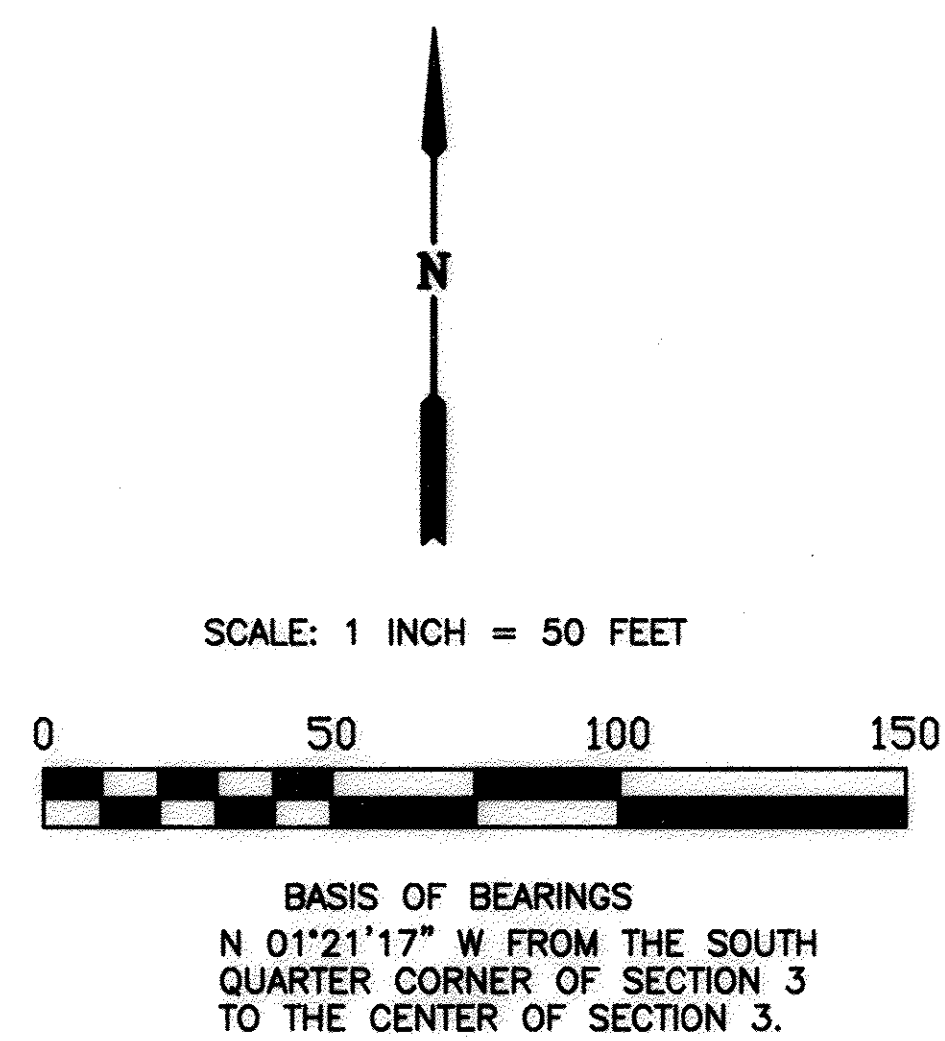 N
SCALE: 1 INCH = 50 FEET
0 50 100 150
BASIS OF BEARINGS
N 01°21'17" W FROM THE SOUTH
QUARTER CORNER OF SECTION 3
TO THE CENTER OF SECTION 3.